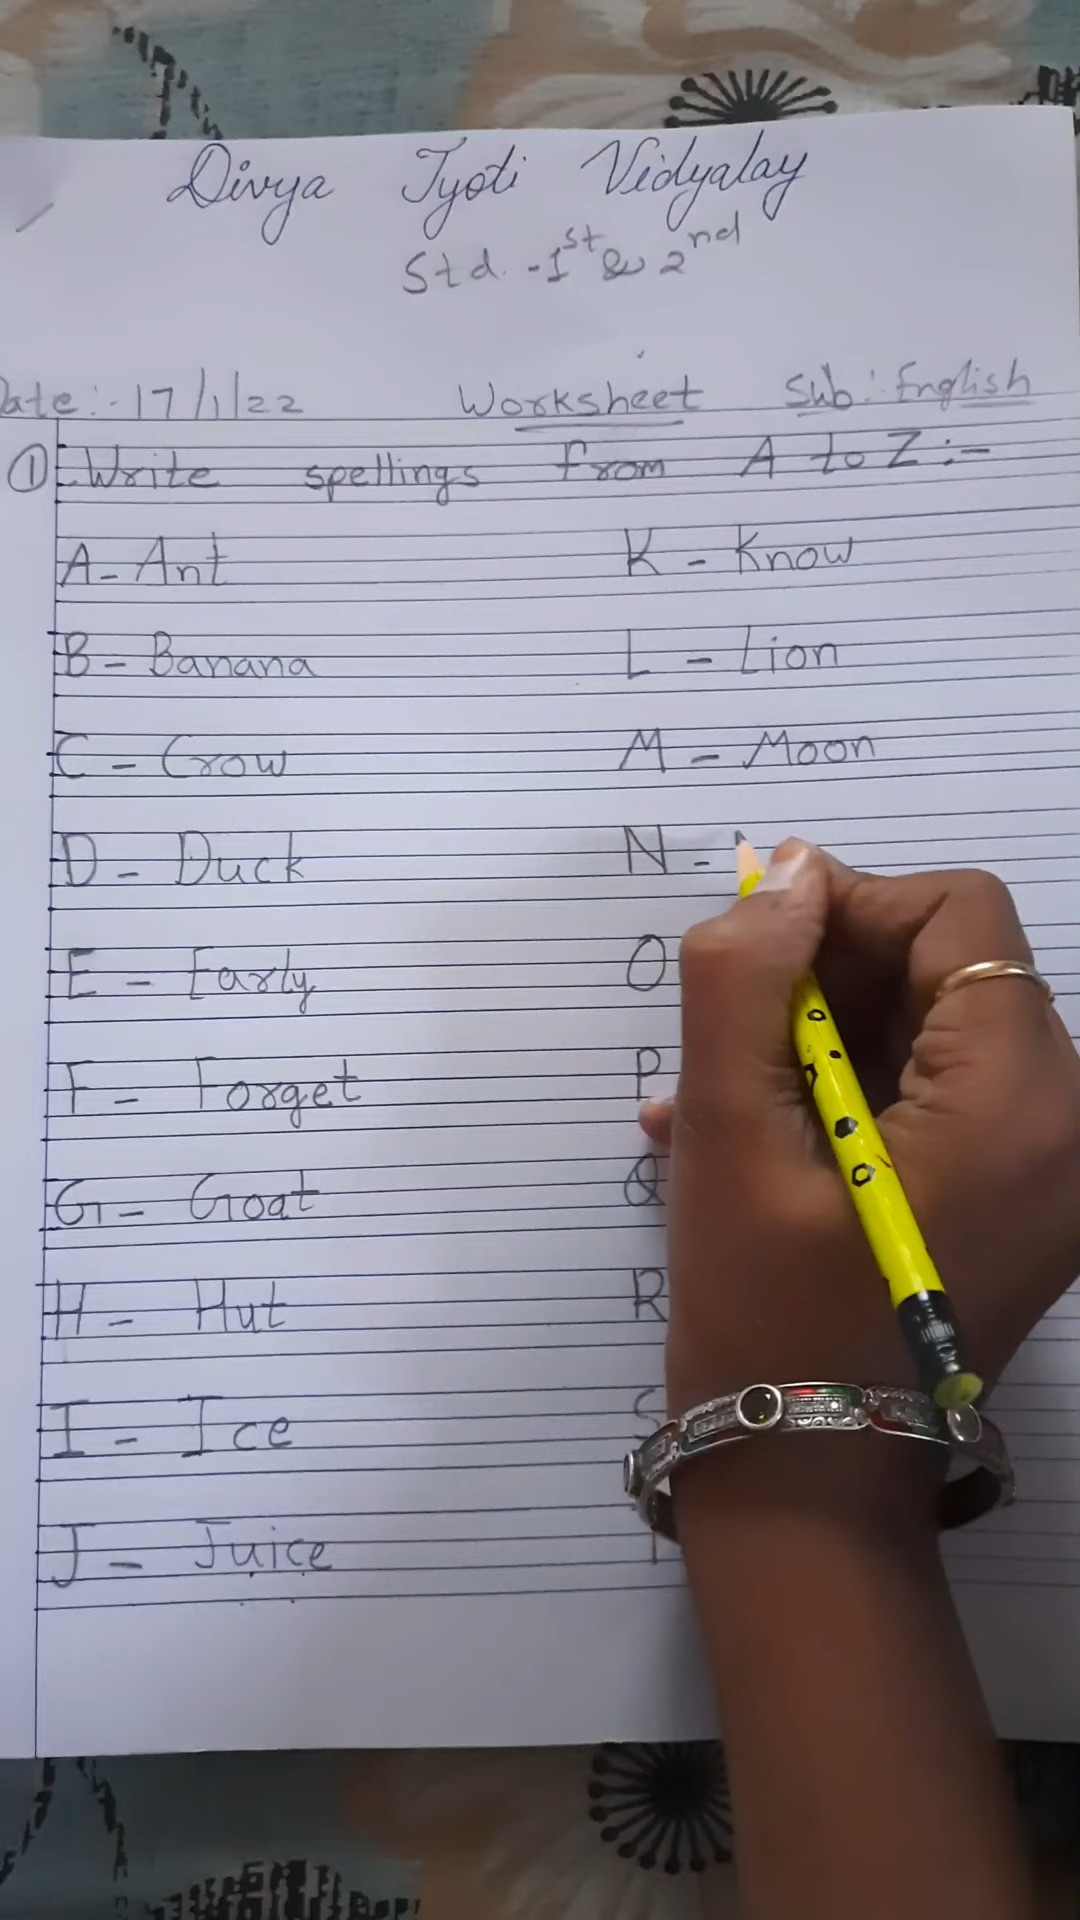 Divya Jyoti Vidyalay
Std. - 1st & 2nd
Date:- 17/1/22 Worksheet Sub: English
① Write spellings from A to Z :-
A - Ant
B - Banana
C - Crow
D - Duck
E - Early
F - Forget
G - Goat
H - Hut
I - Ice
J - Juice
K - Know
L - Lion
M - Moon
N -
O
P
Q
R
S